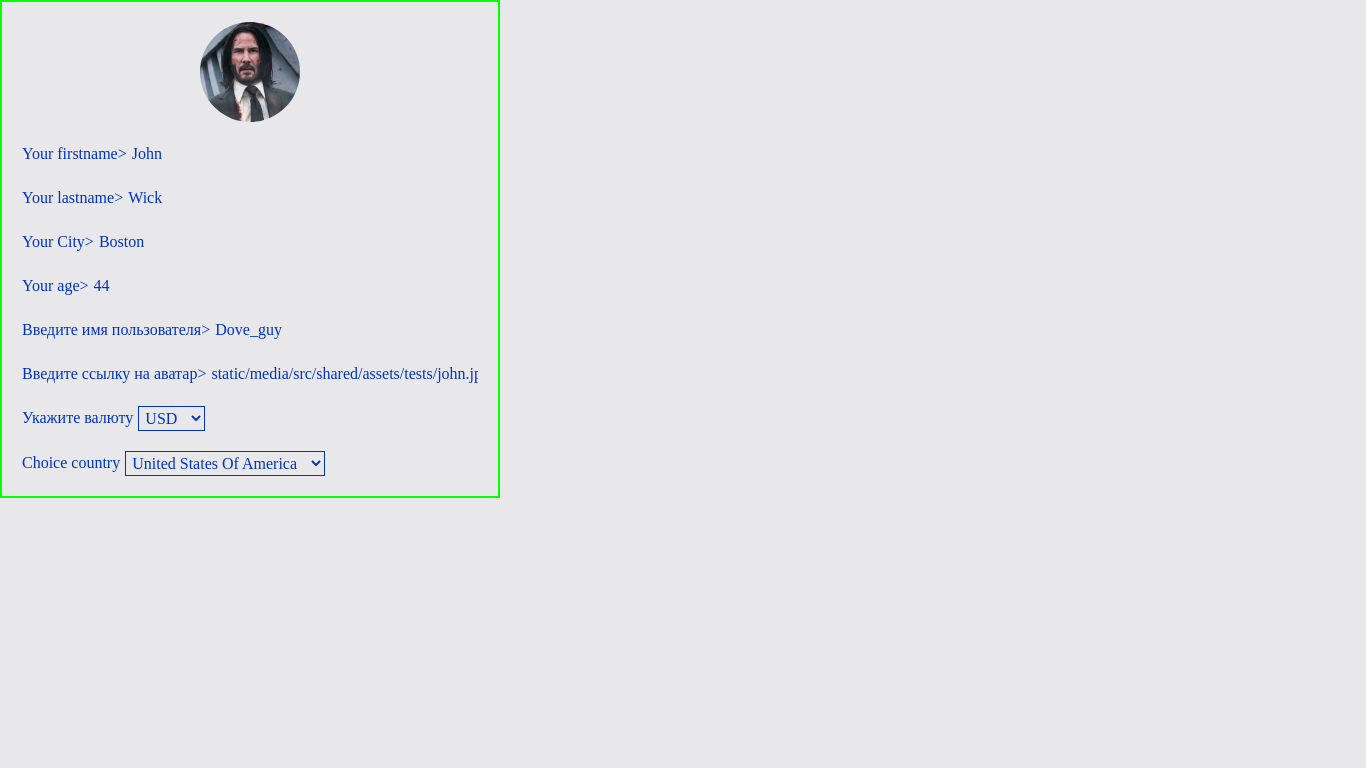 Your firstname> John
Your lastname> Wick
Your City> Boston
Your age> 44
Введите имя пользователя> Dove_guy
Введите ссылку на аватар> static/media/src/shared/assets/tests/john.jp
Укажите валюту USD
Choice country United States Of America